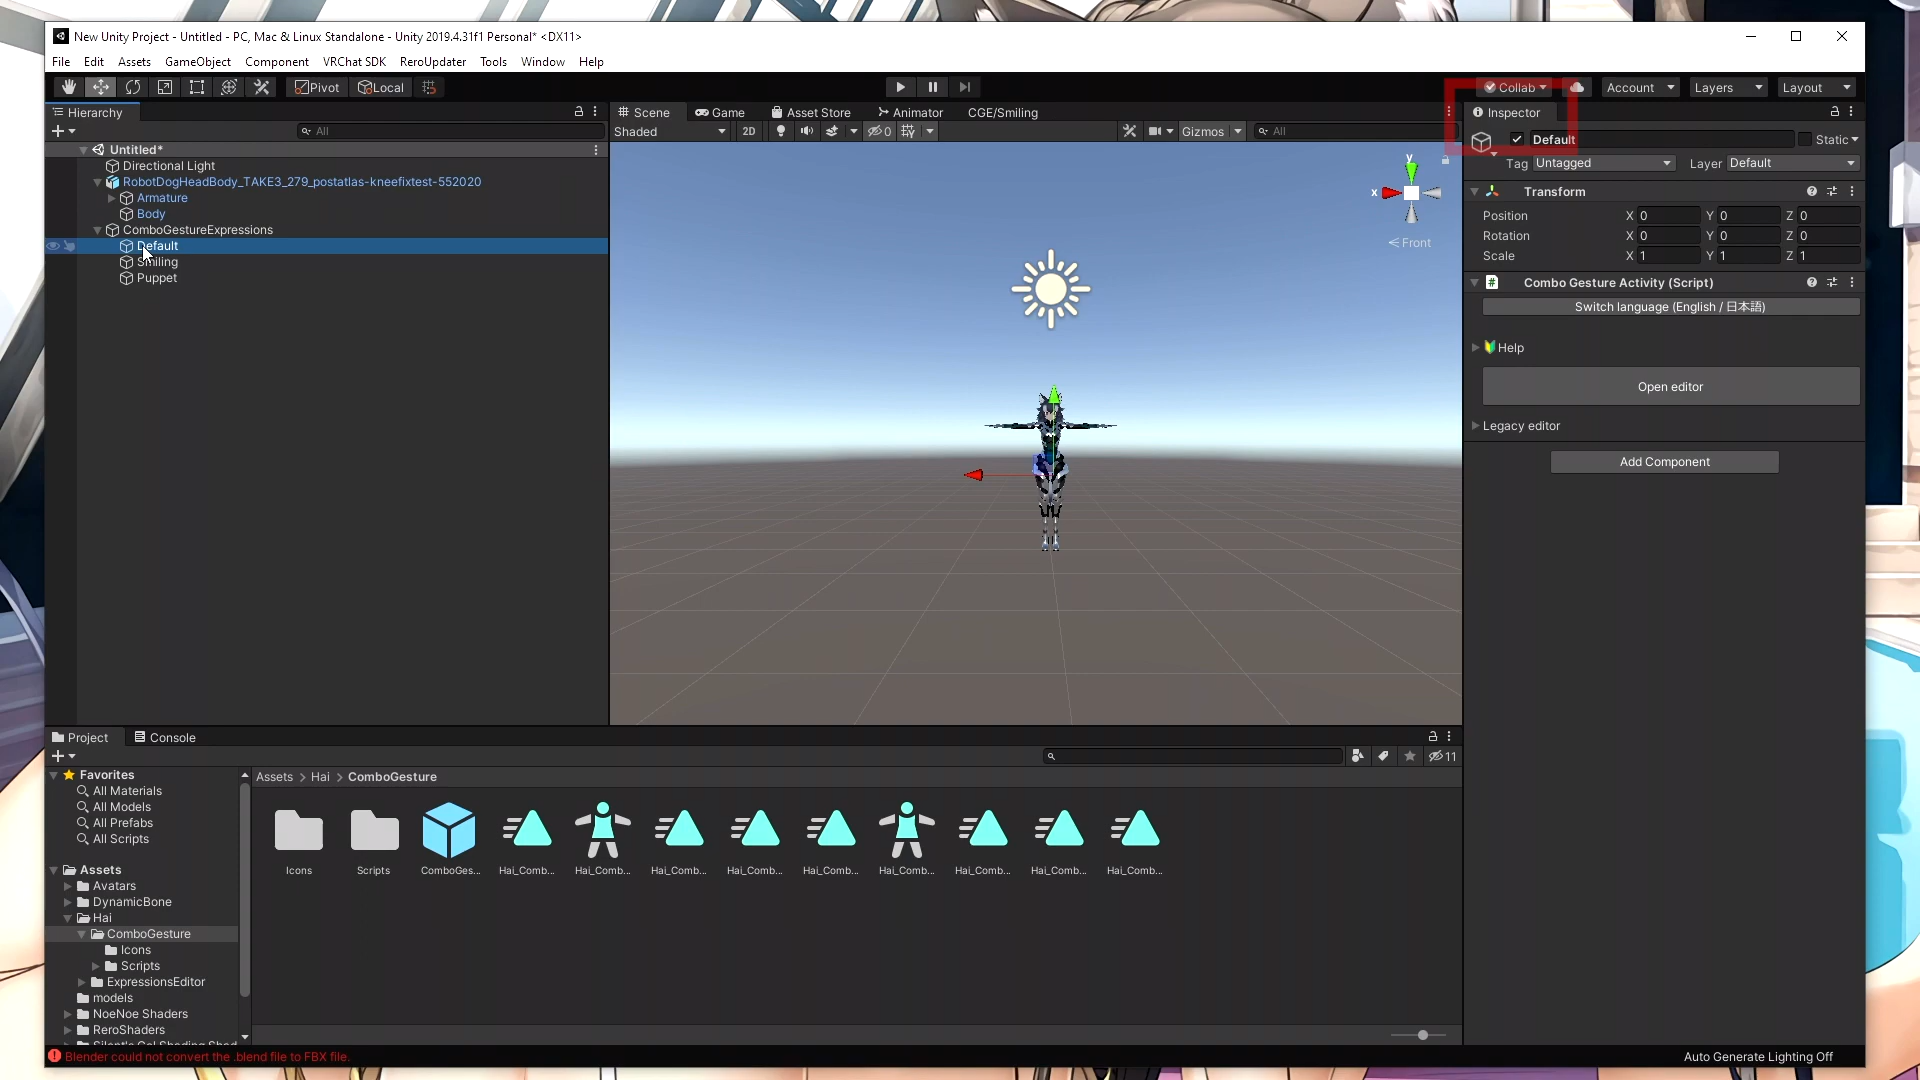 New Unity Project - Untitled - PC, Mac & Linux Standalone - Unity 2019.4.31f1 Personal* <DX11>
File Edit Assets GameObject Component VRChat SDK ReroUpdater Tools Window Help
Pivot Local Collab Account Layers Layout
Hierarchy
All
Untitled*
Directional Light
RobotDogHeadBody_TAKE3_279_postatlas-kneefixtest-552020
Armature
Body
ComboGestureExpressions
Default
Smiling
Puppet
Scene Game Asset Store Animator CGE/Smiling
Shaded 2D 0 Gizmos All
y
x
Front
Inspector
Default Static
Tag Untagged Layer Default
Transform
Position X 0 Y 0 Z 0
Rotation X 0 Y 0 Z 0
Scale X 1 Y 1 Z 1
Combo Gesture Activity (Script)
Switch language (English / 日本語)
Help
Open editor
Legacy editor
Add Component
Project Console
11
Favorites
All Materials
All Models
All Prefabs
All Scripts
Assets
Avatars
DynamicBone
Hai
ComboGesture
Icons
Scripts
ExpressionsEditor
models
NoeNoe Shaders
ReroShaders
Assets > Hai > ComboGesture
Icons Scripts ComboGes... Hai_Comb... Hai_Comb... Hai_Comb... Hai_Comb... Hai_Comb... Hai_Comb... Hai_Comb... Hai_Comb... Hai_Comb...
Blender could not convert the .blend file to FBX file.
Auto Generate Lighting Off